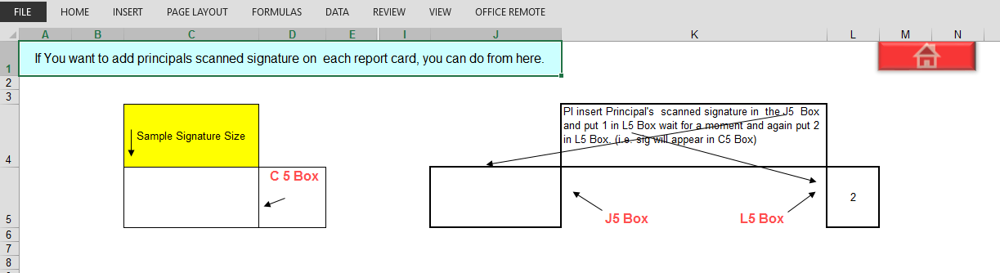 FILE HOME INSERT PAGE LAYOUT FORMULAS DATA REVIEW VIEW OFFICE REMOTE
A B C D E I J K L M N
1 If You want to add principals scanned signature on each report card, you can do from here.
2
3
Pl insert Principal's scanned signature in the J5 Box
and put 1 in L5 Box wait for a moment and again put 2
in L5 Box. (i.e. sig will appear in C5 Box)
Sample Signature Size
4
C 5 Box
2
5 J5 Box L5 Box
6
7
8